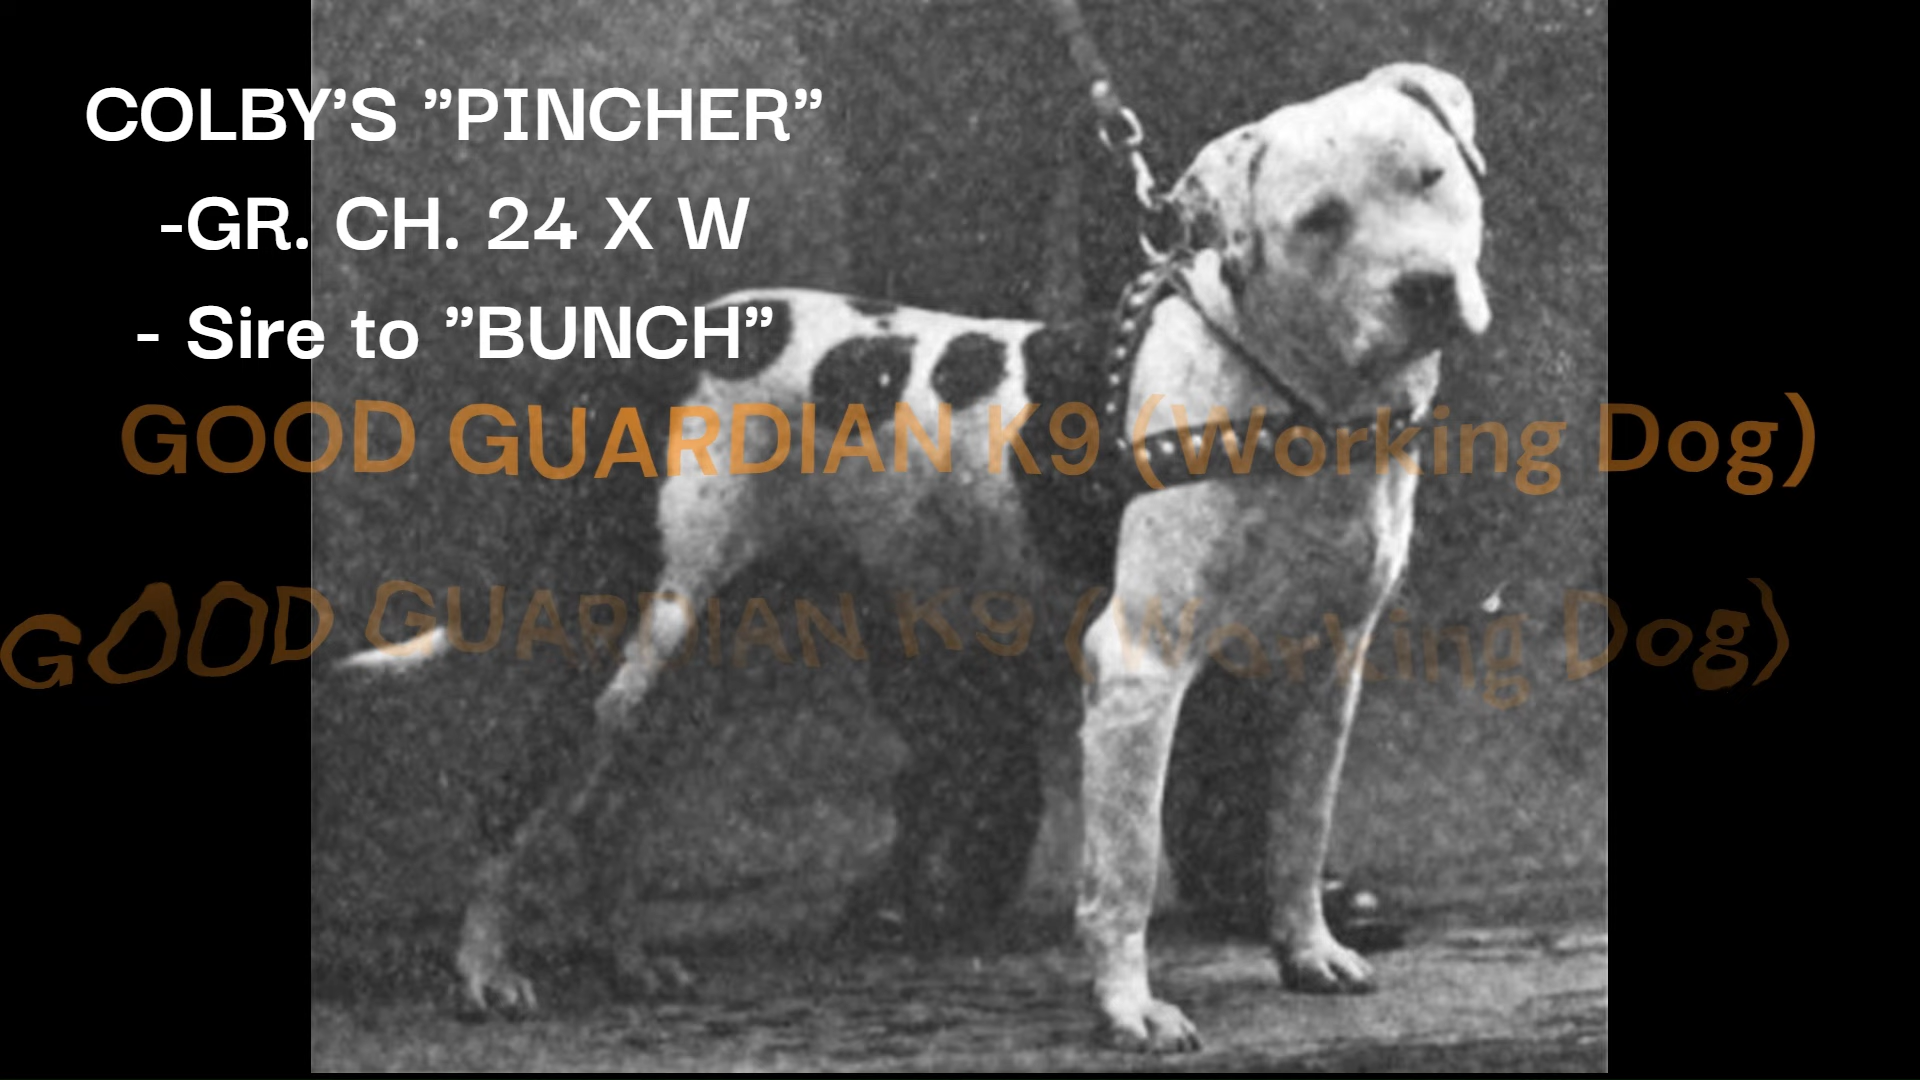 COLBY'S "PINCHER"
-GR. CH. 24 X W
- Sire to "BUNCH"
GOOD GUARDIAN K9 (Working Dog)
GOOD GUARDIAN K9 (Working Dog)